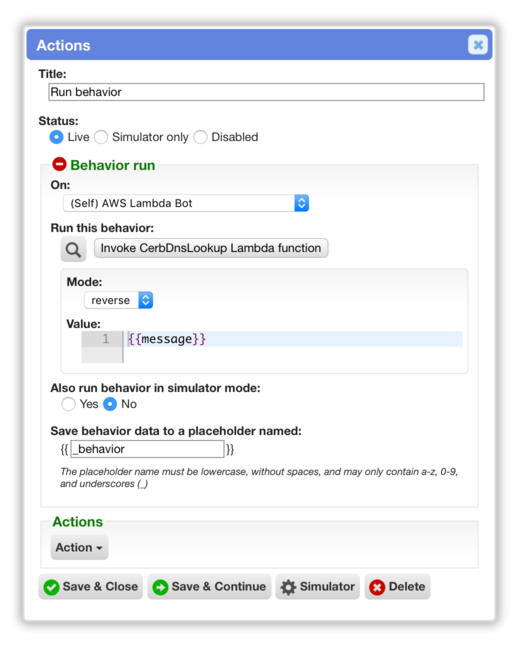 Actions
Title:
Run behavior
Status:
Live Simulator only Disabled
Behavior run
On:
(Self) AWS Lambda Bot
Run this behavior:
Invoke CerbDnsLookup Lambda function
Mode:
reverse
Value:
1 {{message}}
Also run behavior in simulator mode:
Yes No
Save behavior data to a placeholder named:
{{ _behavior }}
The placeholder name must be lowercase, without spaces, and may only contain a-z, 0-9,
and underscores (_)
Actions
Action
Save & Close Save & Continue Simulator Delete